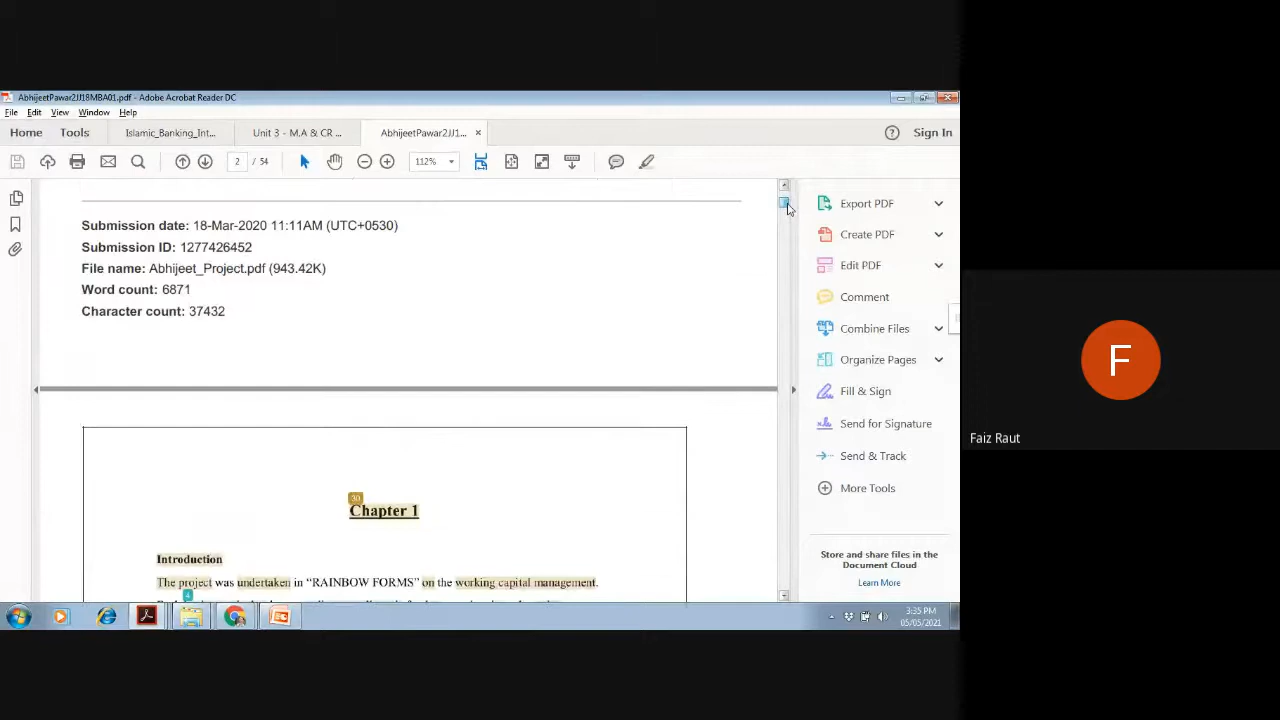 AbhijeetPawar2JJ18MBA01.pdf - Adobe Acrobat Reader DC
File Edit View Window Help
Home Tools Islamic_Banking_Int... Unit 3 - M.A & CR ... AbhijeetPawar2JJ1... × Sign In
2 / 54 112%
Submission date: 18-Mar-2020 11:11AM (UTC+0530)
Submission ID: 1277426452
File name: Abhijeet_Project.pdf (943.42K)
Word count: 6871
Character count: 37432
30
Chapter 1
Introduction
The project was undertaken in “RAINBOW FORMS” on the working capital management.
4
Export PDF
Create PDF
Edit PDF
Comment
Combine Files
Organize Pages
Fill & Sign
Send for Signature
Send & Track
More Tools
Store and share files in the
Document Cloud
Learn More
3:35 PM
05/05/2021
F
Faiz Raut